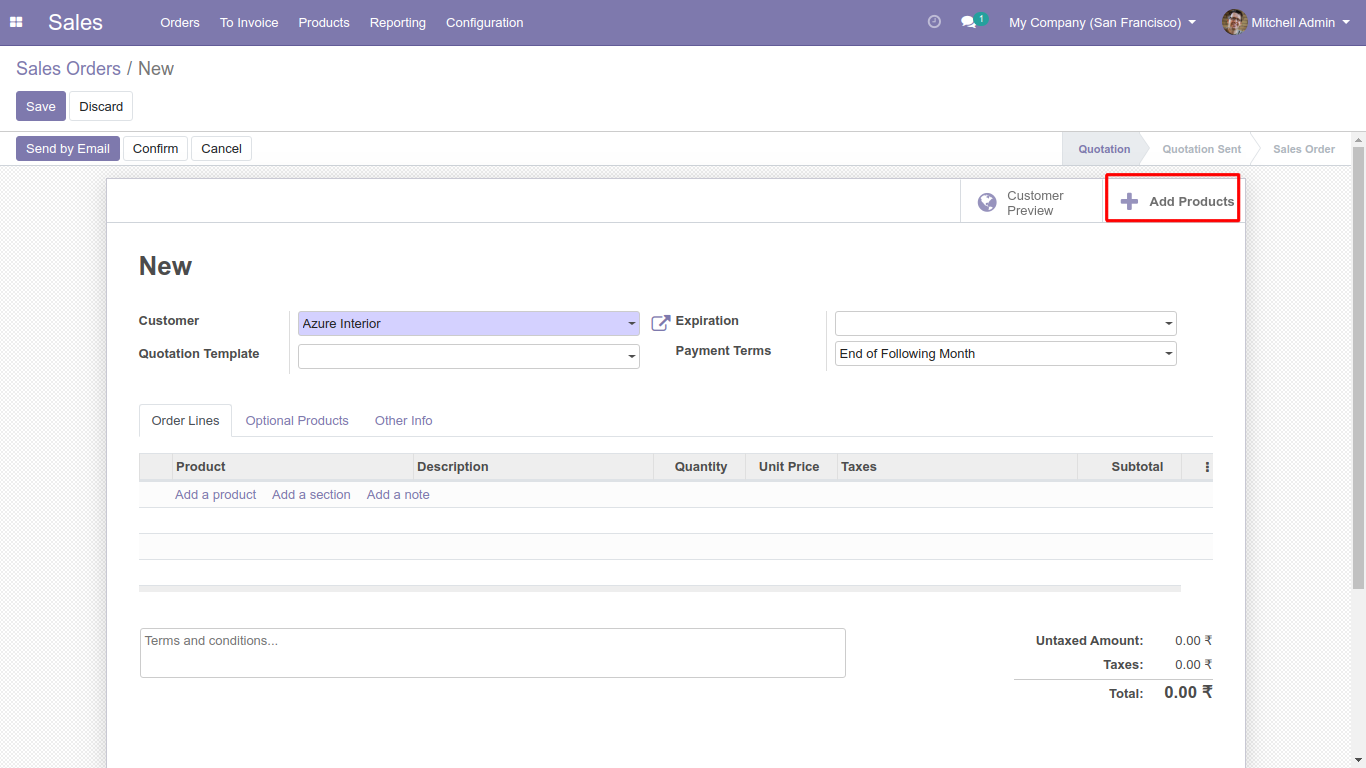 Sales Orders To Invoice Products Reporting Configuration 1 My Company (San Francisco) Mitchell Admin
Sales Orders / New
Save Discard
Send by Email Confirm Cancel Quotation Quotation Sent Sales Order
Customer
Preview
Add Products
New
Customer Azure Interior Expiration
Quotation Template Payment Terms End of Following Month
Order Lines Optional Products Other Info
Product Description Quantity Unit Price Taxes Subtotal
Add a product Add a section Add a note
Terms and conditions...
Untaxed Amount: 0.00 ₹
Taxes: 0.00 ₹
Total: 0.00 ₹